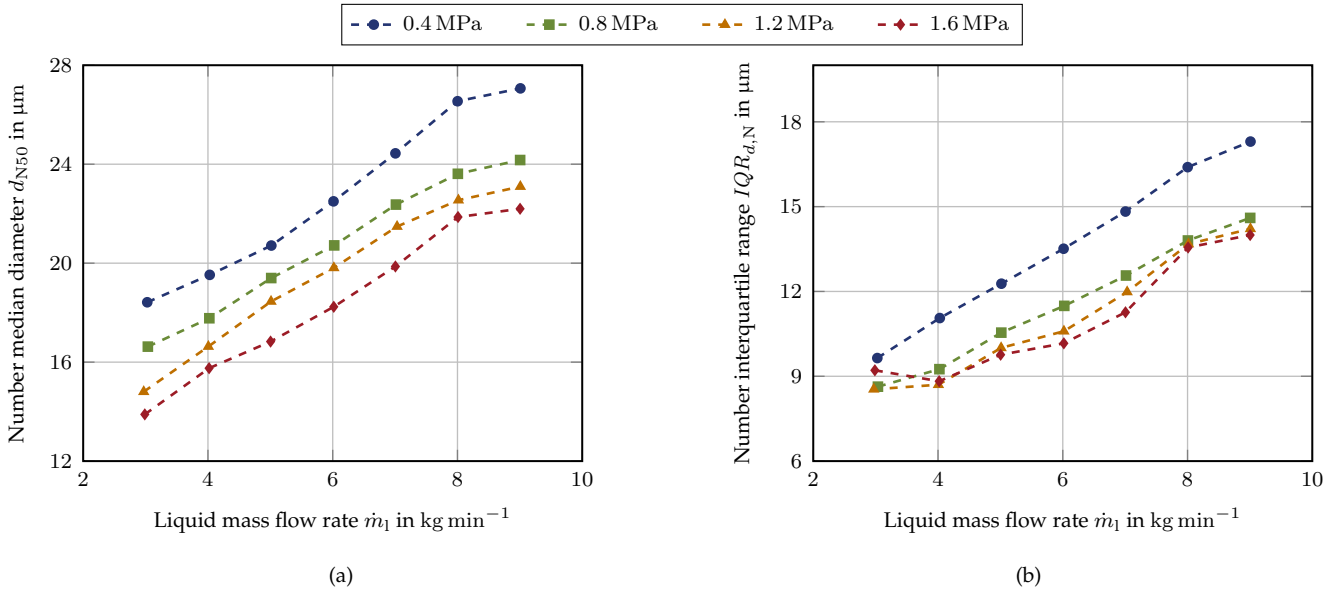 0.4 MPa 0.8 MPa 1.2 MPa 1.6 MPa
Number median diameter d_N50 in µm
28
24
20
16
12
2 4 6 8 10
Liquid mass flow rate ṁ_l in kg min⁻¹
(a)
Number interquartile range IQR_d,N in µm
18
15
12
9
6
2 4 6 8 10
Liquid mass flow rate ṁ_l in kg min⁻¹
(b)